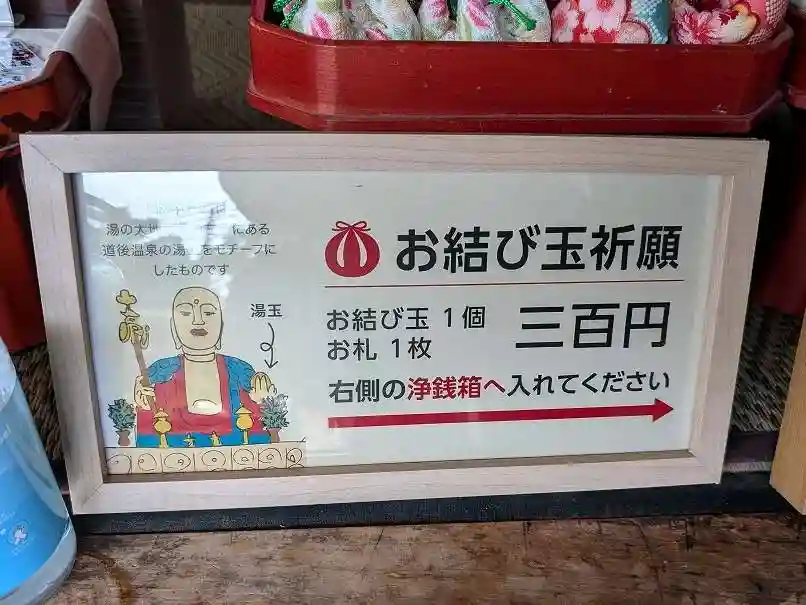 湯の大 にある
道後温泉の湯 をモチーフに
したものです
湯玉
お結び玉祈願
お結び玉 1個
お札 1枚
三百円
右側の浄銭箱へ入れてください